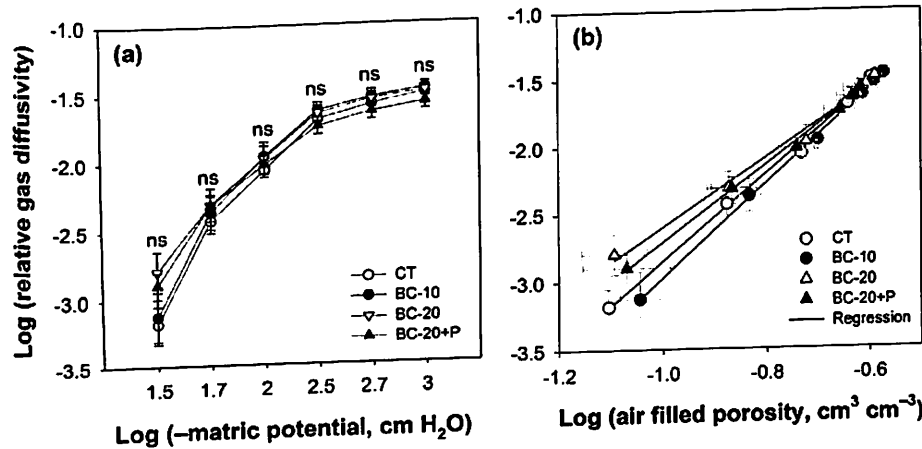 (a)
-1.0
-1.5
-2.0
-2.5
-3.0
-3.5
Log (relative gas diffusivity)
ns
ns
ns
ns
ns
ns
CT
BC-10
BC-20
BC-20+P
1.5 1.7 2 2.5 2.7 3
Log (–matric potential, cm H₂O)
(b)
-1.0
-1.5
-2.0
-2.5
-3.0
-3.5
CT
BC-10
BC-20
BC-20+P
Regression
-1.2 -1.0 -0.8 -0.6
Log (air filled porosity, cm³ cm⁻³)